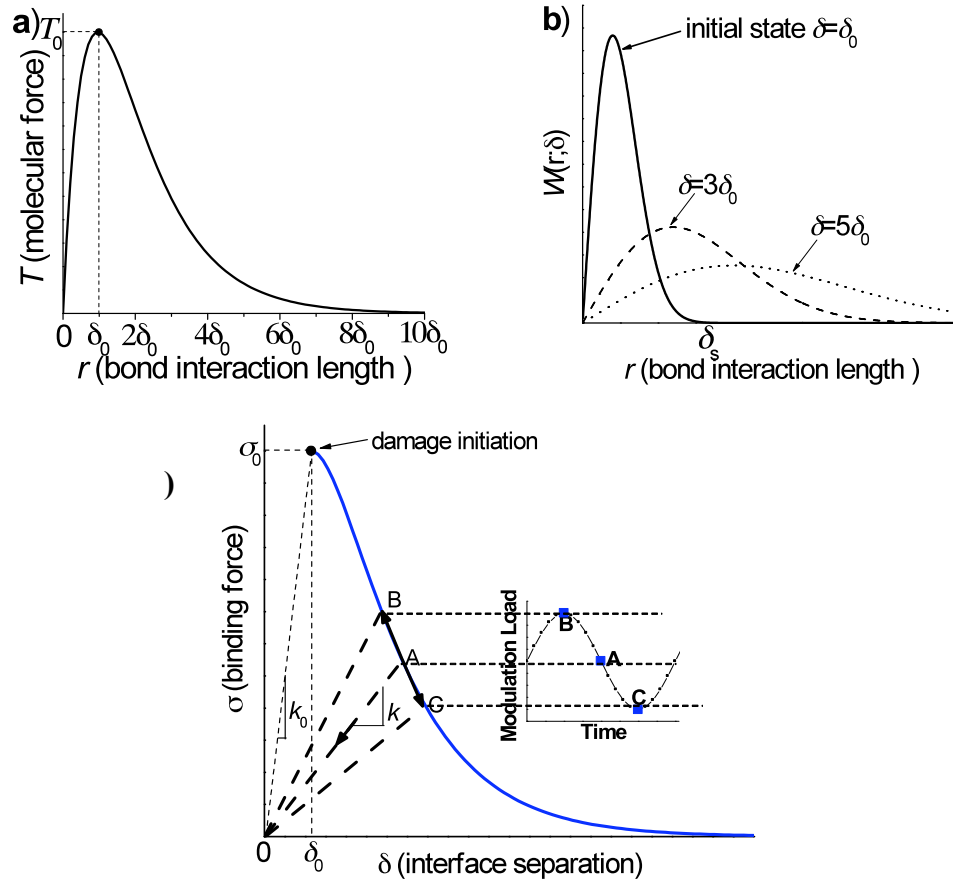 a)
T₀
T (molecular force)
0 δ₀ 2δ₀ 4δ₀ 6δ₀ 8δ₀ 10δ₀
r (bond interaction length )
b)
initial state δ=δ₀
W(r;δ)
δ=3δ₀
δ=5δ₀
δₛ
r (bond interaction length )
)
σ₀
damage initiation
σ (binding force)
B
A
C
k₀
k
Modulation Load
B
A
C
Time
0 δ₀
δ (interface separation)